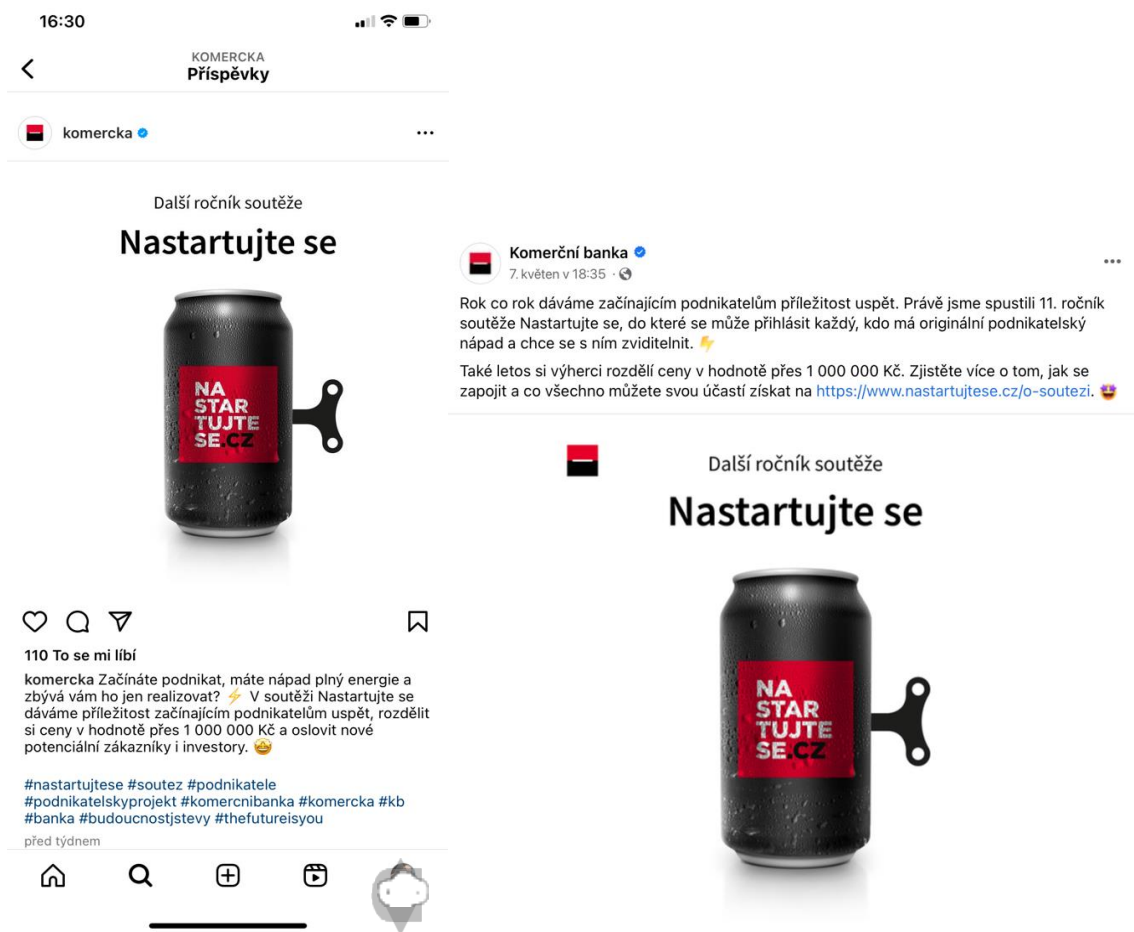 16:30
KOMERCKA
Příspěvky
komercka
Další ročník soutěže
Nastartujte se
NA
STAR
TUJTE
SE.CZ
110 To se mi líbí
komercka Začínáte podnikat, máte nápad plný energie a
zbývá vám ho jen realizovat? ⚡ V soutěži Nastartujte se
dáváme příležitost začínajícím podnikatelům uspět, rozdělit
si ceny v hodnotě přes 1 000 000 Kč a oslovit nové
potenciální zákazníky i investory. 🤩
#nastartujtese #soutez #podnikatele
#podnikatelskyprojekt #komercnibanka #komercka #kb
#banka #budoucnostjstevy #thefutureisyou
před týdnem
Komerční banka
7. květen v 18:35 ·
Rok co rok dáváme začínajícím podnikatelům příležitost uspět. Právě jsme spustili 11. ročník
soutěže Nastartujte se, do které se může přihlásit každý, kdo má originální podnikatelský
nápad a chce se s ním zviditelnit. ⚡
Také letos si výherci rozdělí ceny v hodnotě přes 1 000 000 Kč. Zjistěte více o tom, jak se
zapojit a co všechno můžete svou účastí získat na https://www.nastartujtese.cz/o-soutezi. 🤩
Další ročník soutěže
Nastartujte se
NA
STAR
TUJTE
SE.CZ